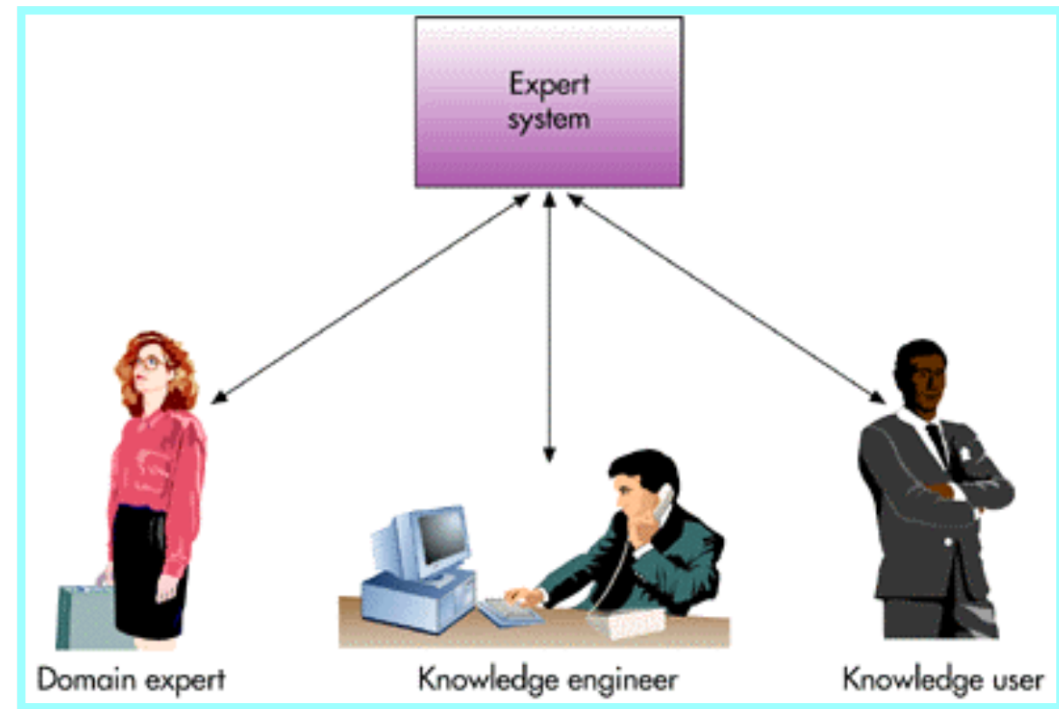 Expert
system
Domain expert
Knowledge engineer
Knowledge user